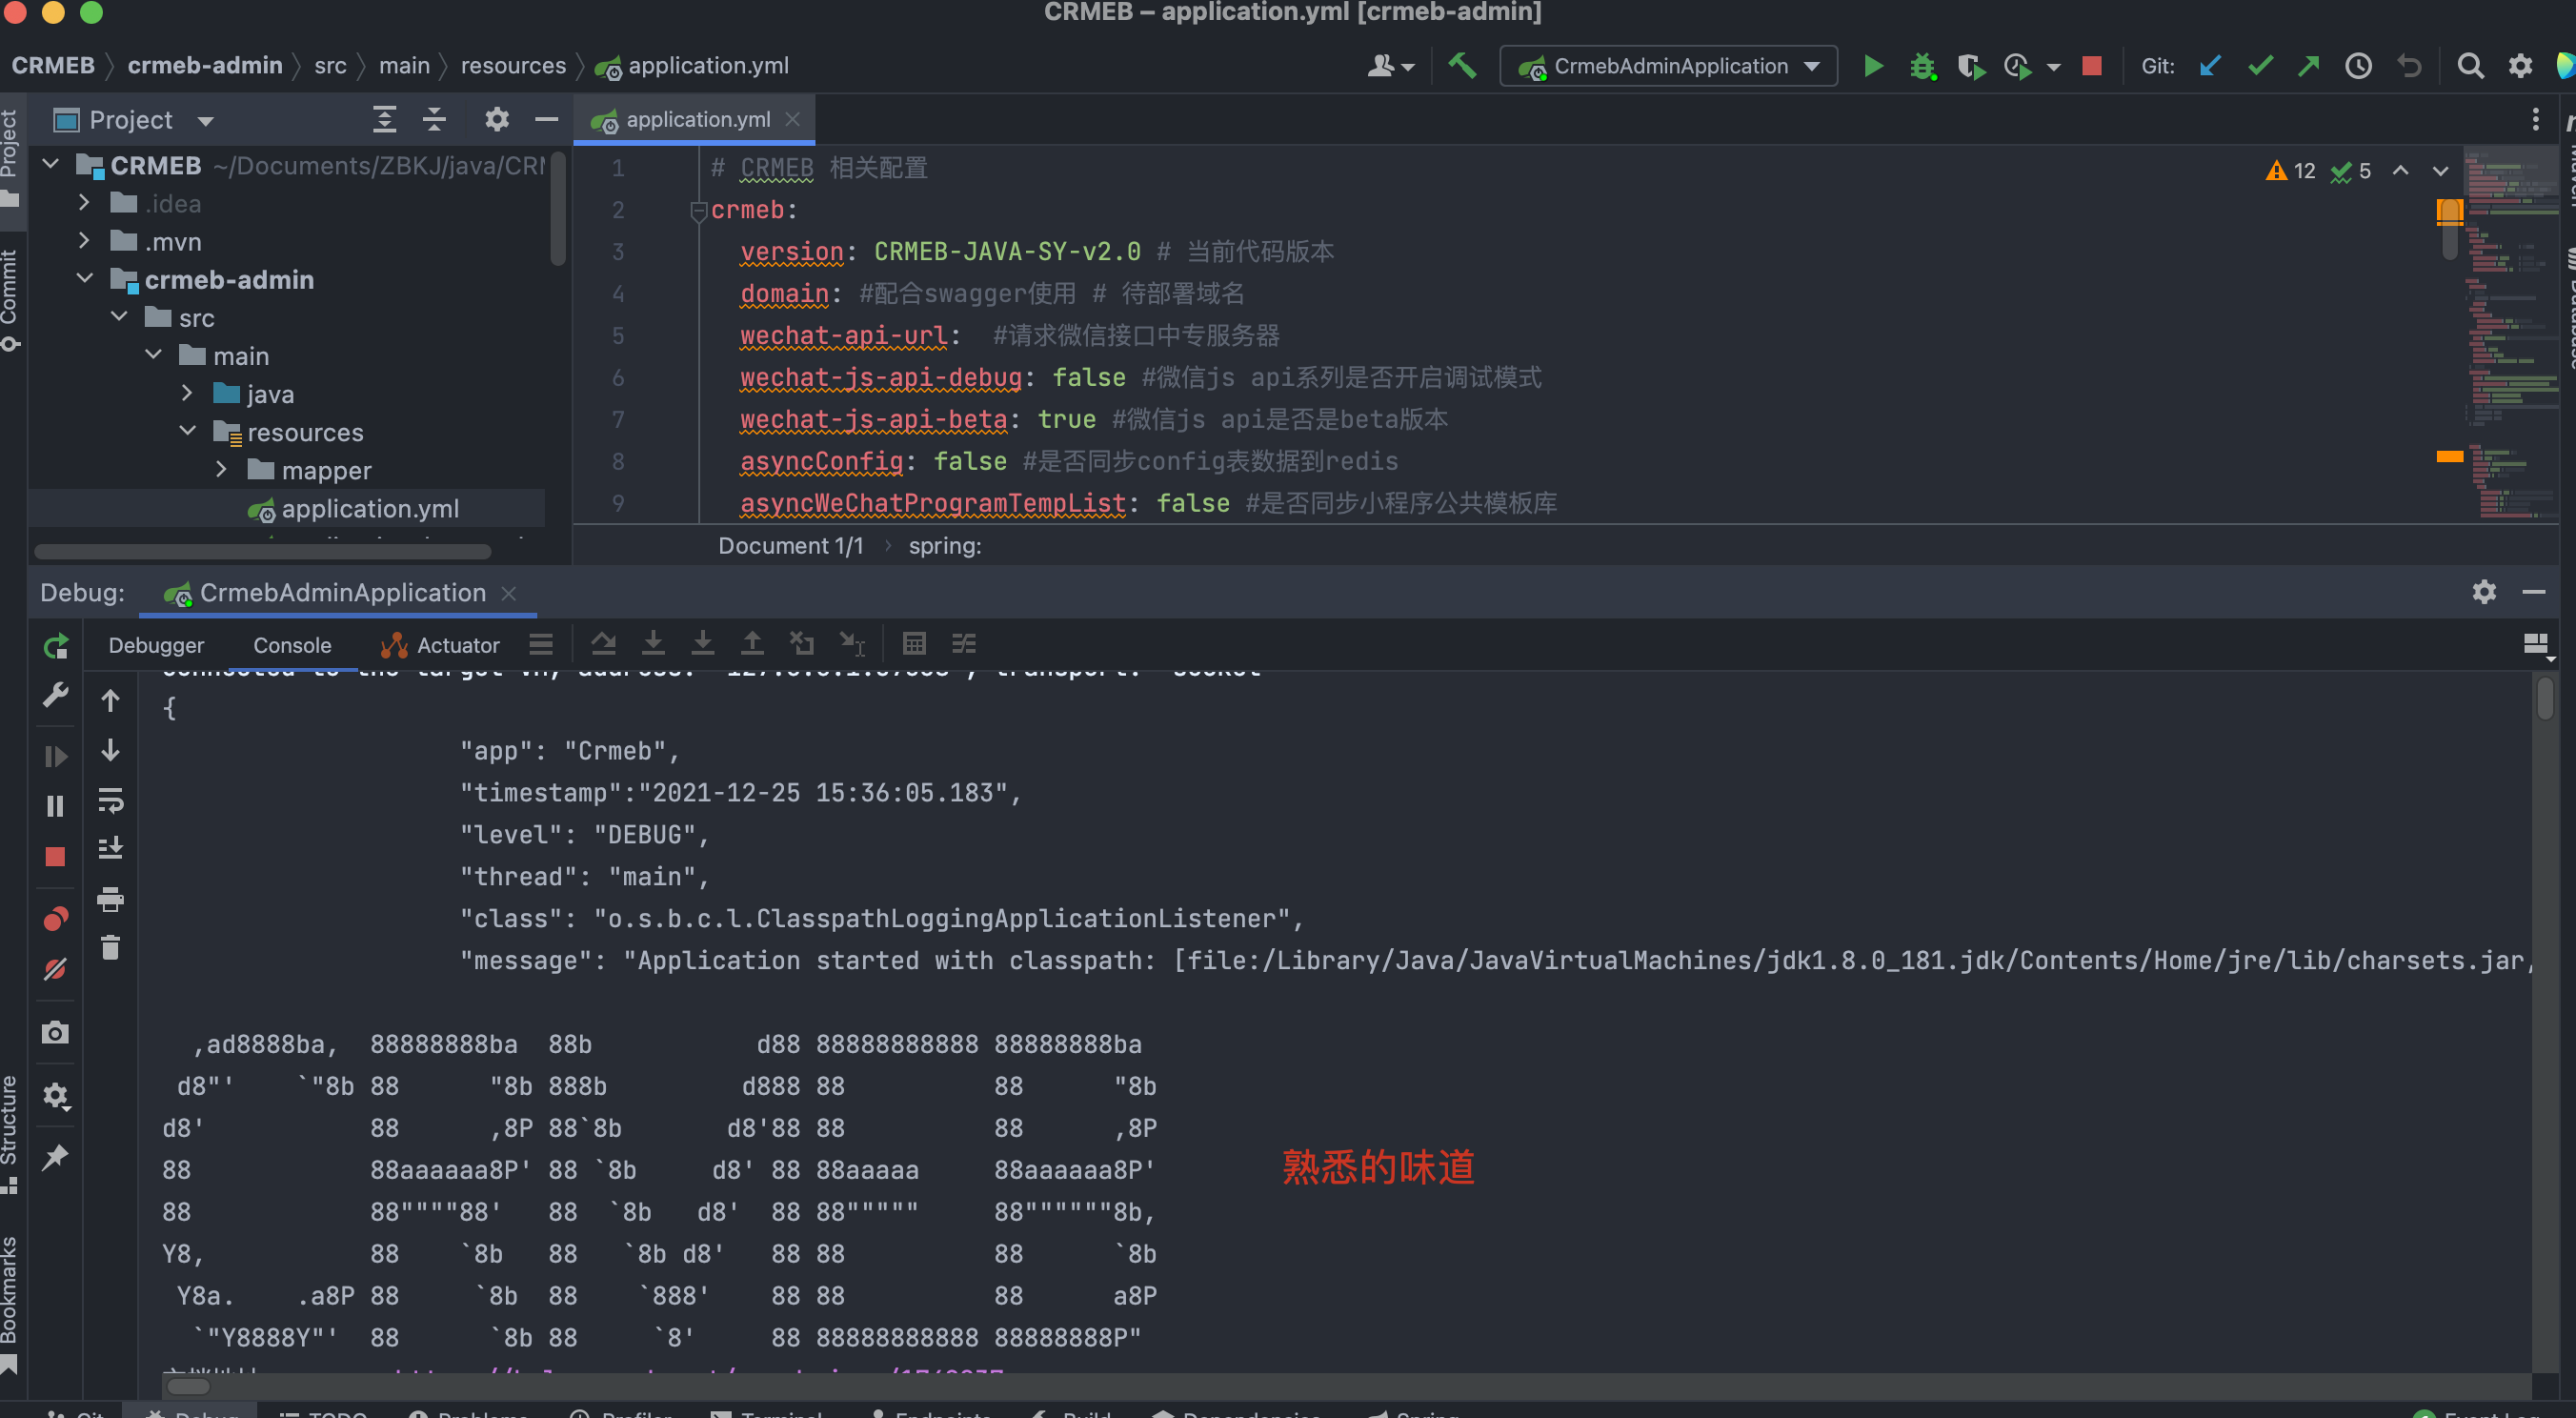 CRMEB – application.yml [crmeb-admin]
CRMEB crmeb-admin src main resources application.yml CrmebAdminApplication Git:
Project
application.yml
CRMEB ~/Documents/ZBKJ/java/CRM
.idea
.mvn
crmeb-admin
src
main
java
resources
mapper
application.yml
Project
Commit
Structure
Bookmarks
Maven
Database
12 5
1 # CRMEB 相关配置
2 crmeb:
3 version: CRMEB-JAVA-SY-v2.0 # 当前代码版本
4 domain: #配合swagger使用 # 待部署域名
5 wechat-api-url: #请求微信接口中专服务器
6 wechat-js-api-debug: false #微信js api系列是否开启调试模式
7 wechat-js-api-beta: true #微信js api是否是beta版本
8 asyncConfig: false #是否同步config表数据到redis
9 asyncWeChatProgramTempList: false #是否同步小程序公共模板库
Document 1/1 › spring:
Debug: CrmebAdminApplication
Debugger Console Actuator
{
"app": "Crmeb",
"timestamp":"2021-12-25 15:36:05.183",
"level": "DEBUG",
"thread": "main",
"class": "o.s.b.c.l.ClasspathLoggingApplicationListener",
"message": "Application started with classpath: [file:/Library/Java/JavaVirtualMachines/jdk1.8.0_181.jdk/Contents/Home/jre/lib/charsets.jar,
  ,ad8888ba,  88888888ba  88b           d88 88888888888 88888888ba
 d8"'    `"8b 88      "8b 888b         d888 88          88      "8b
d8'           88      ,8P 88`8b       d8'88 88          88      ,8P
88            88aaaaaa8P' 88 `8b     d8' 88 88aaaaa     88aaaaaa8P'
88            88""""88'   88  `8b   d8'  88 88"""""     88""""""8b,
Y8,           88    `8b   88   `8b d8'   88 88          88      `8b
 Y8a.    .a8P 88     `8b  88    `888'    88 88          88      a8P
  `"Y8888Y"'  88      `8b 88     `8'     88 88888888888 88888888P"
熟悉的味道
Git Debug TODO Problems Profiler Terminal Endpoints Build Dependencies Spring Event Log